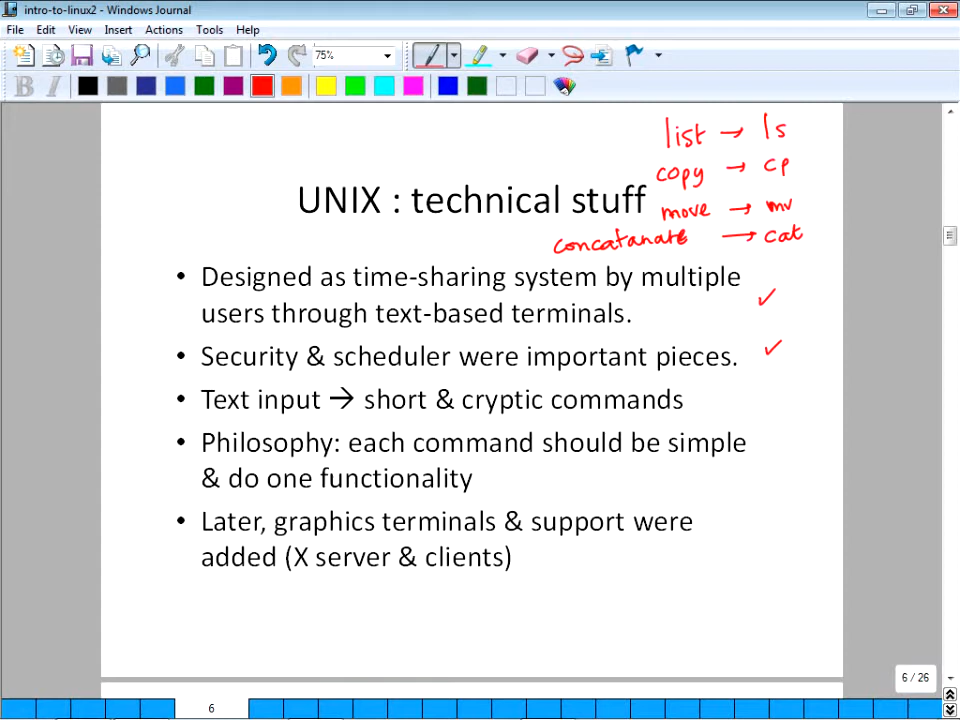 intro-to-linux2 - Windows Journal
File Edit View Insert Actions Tools Help
75%
B I
list → ls
copy → cp
UNIX : technical stuff
move → mv
concatanate → cat
• Designed as time-sharing system by multiple
users through text-based terminals. ✓
• Security & scheduler were important pieces. ✓
• Text input → short & cryptic commands
• Philosophy: each command should be simple
& do one functionality
• Later, graphics terminals & support were
added (X server & clients)
6 / 26
6